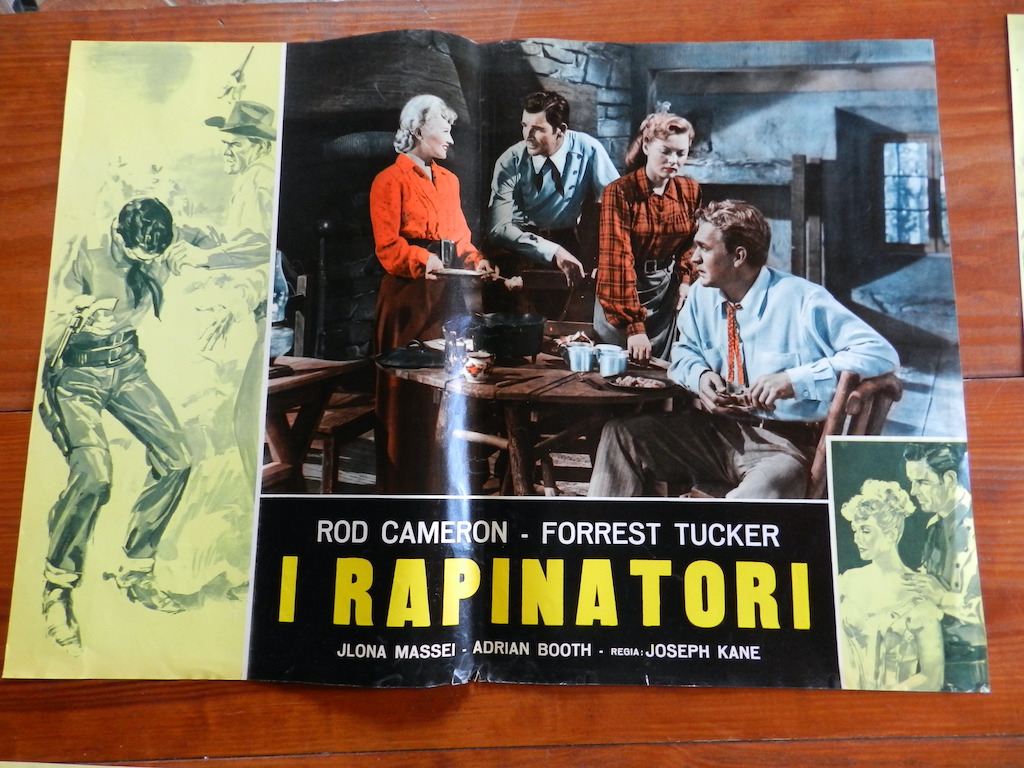 ROD CAMERON - FORREST TUCKER
I RAPINATORI
JLONA MASSEI - ADRIAN BOOTH - REGIA: JOSEPH KANE